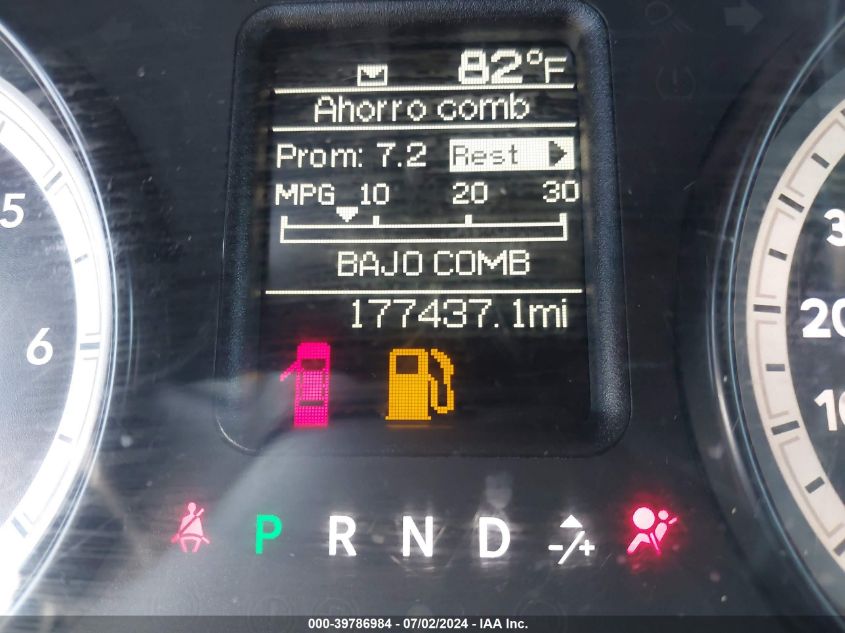 82°F
Ahorro comb
Prom: 7.2 Rest
MPG 10 20 30
BAJO COMB
177437.1mi
5
6
20
P R N D -/+
000-39786984 / 07/02/2024 - IAA Inc.